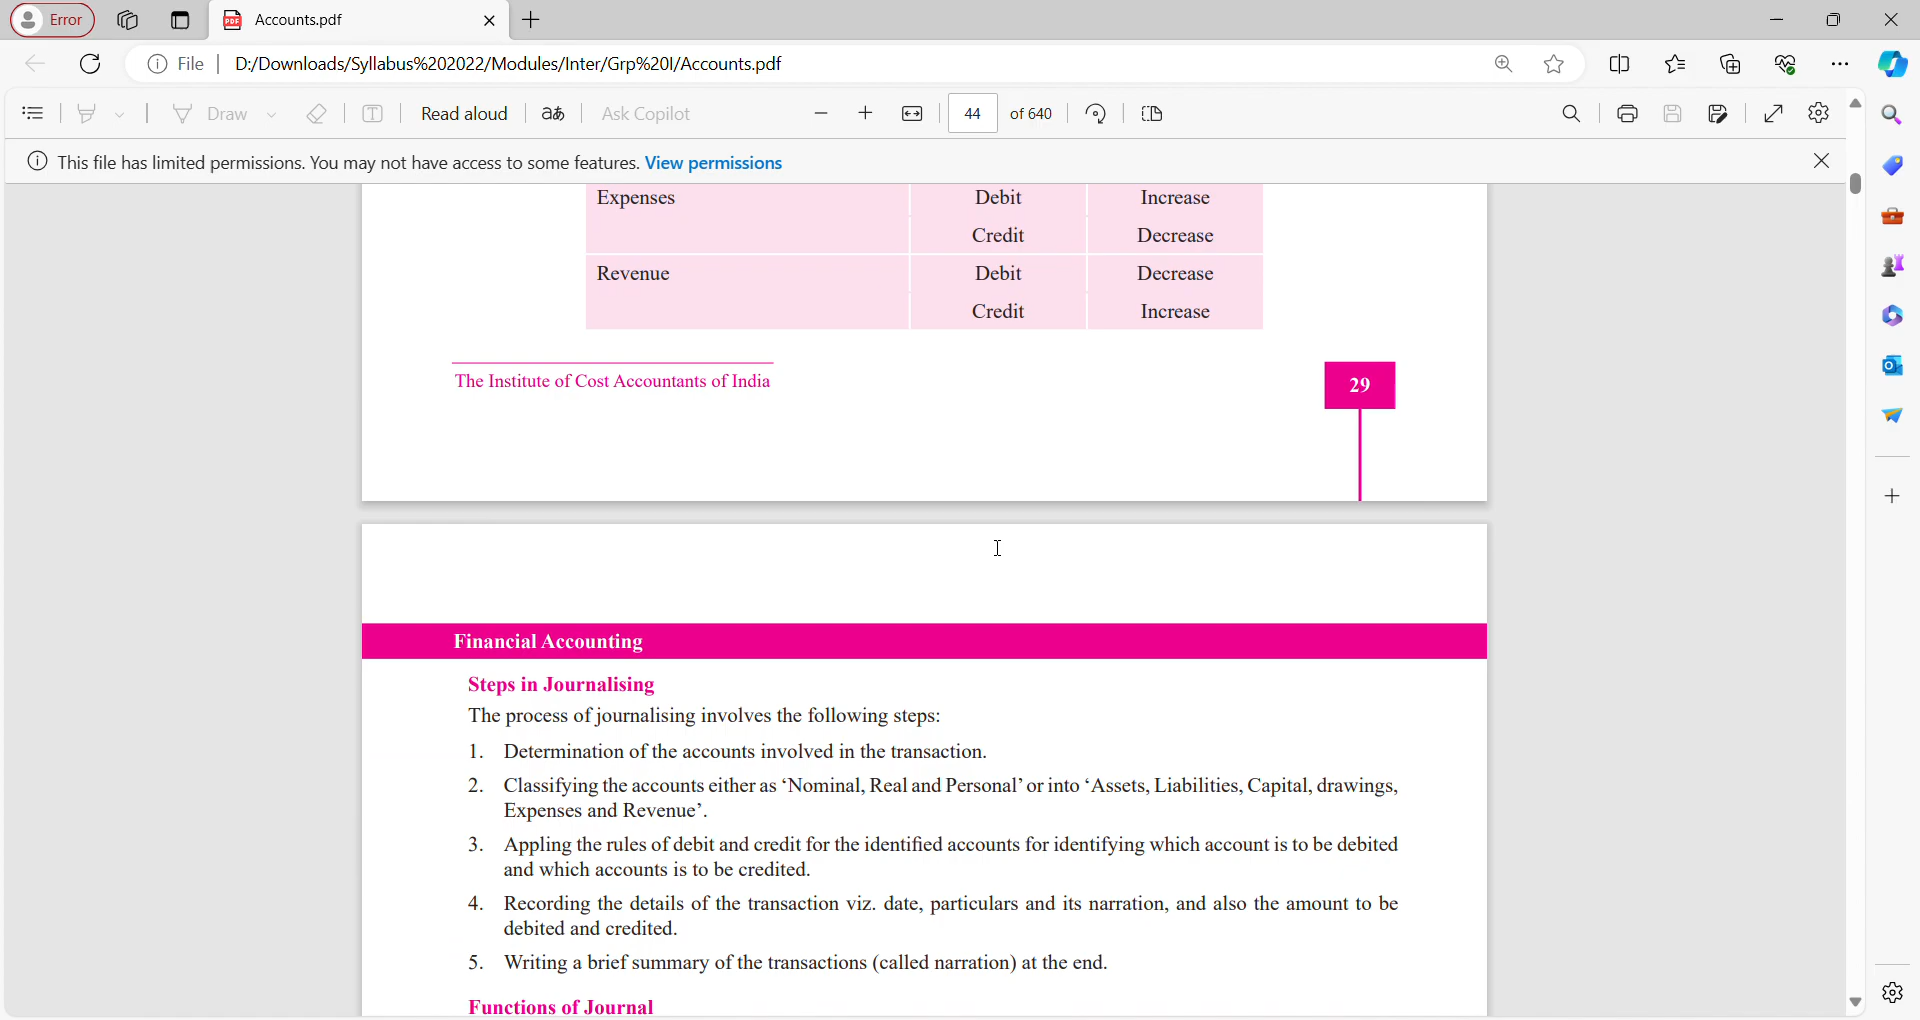 Error
Accounts.pdf
File | D:/Downloads/Syllabus%202022/Modules/Inter/Grp%20I/Accounts.pdf
Draw
Read aloud
aあ
Ask Copilot
44 of 640
This file has limited permissions. You may not have access to some features. View permissions
Expenses Debit Increase
Credit Decrease
Revenue Debit Decrease
Credit Increase
The Institute of Cost Accountants of India
29
Financial Accounting
Steps in Journalising
The process of journalising involves the following steps:
1. Determination of the accounts involved in the transaction.
2. Classifying the accounts either as ‘Nominal, Real and Personal’ or into ‘Assets, Liabilities, Capital, drawings,
Expenses and Revenue’.
3. Appling the rules of debit and credit for the identified accounts for identifying which account is to be debited
and which accounts is to be credited.
4. Recording the details of the transaction viz. date, particulars and its narration, and also the amount to be
debited and credited.
5. Writing a brief summary of the transactions (called narration) at the end.
Functions of Journal